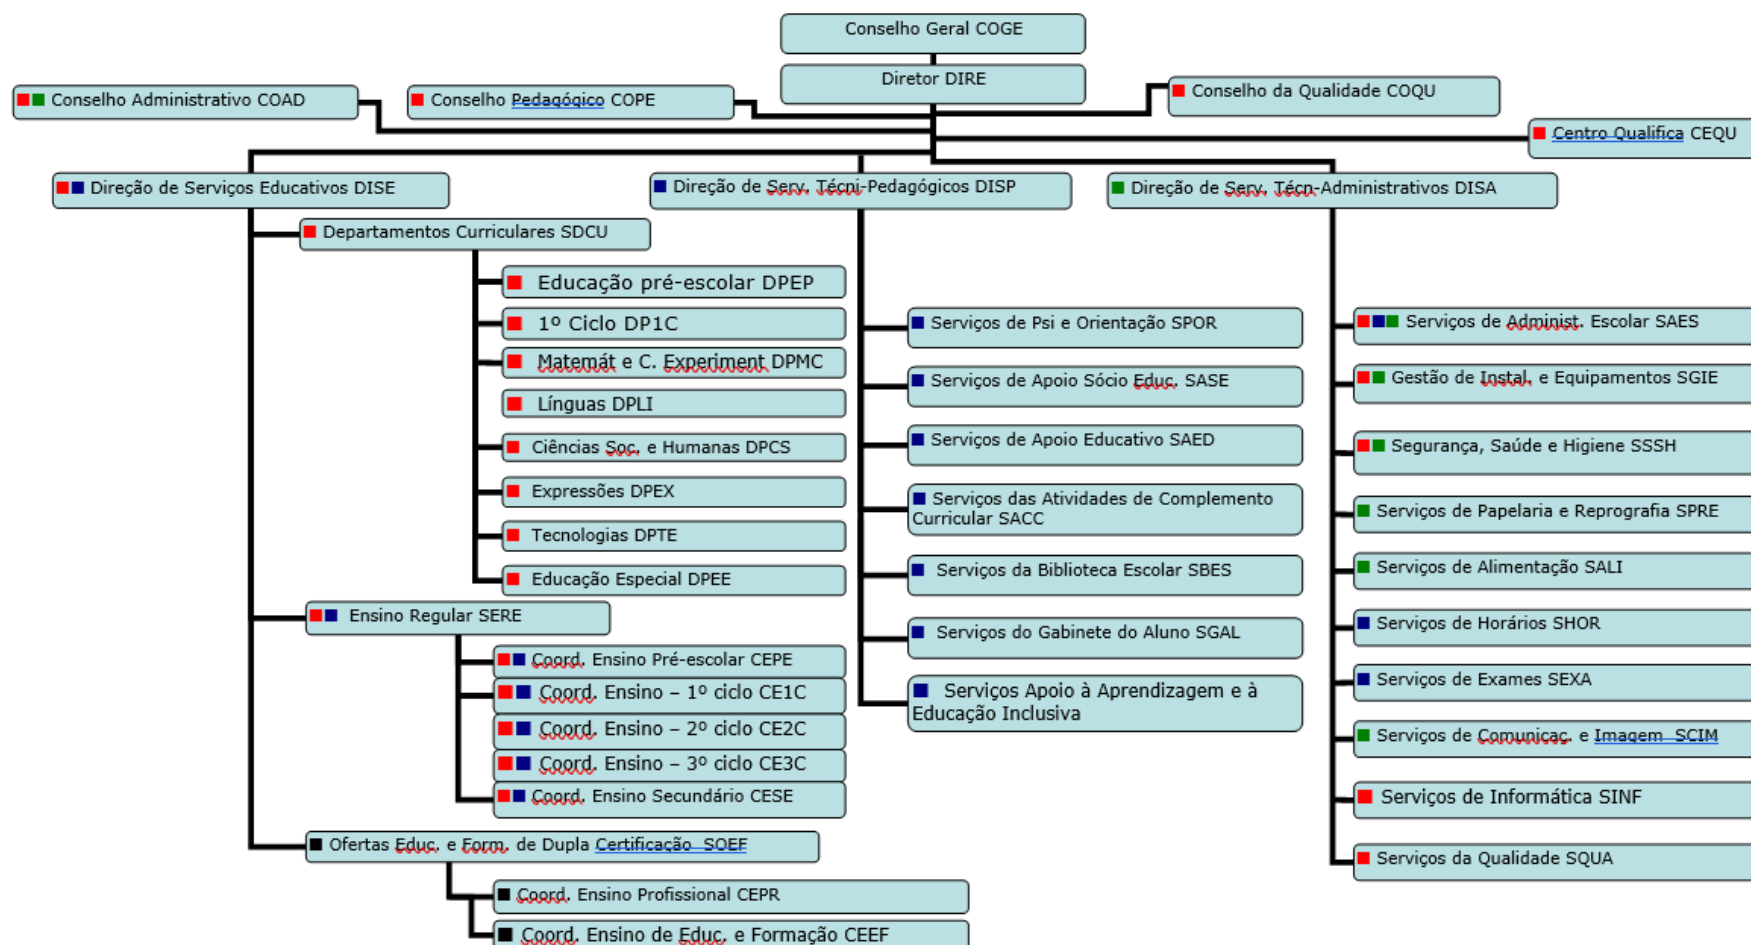 Conselho Geral COGE
Diretor DIRE
Conselho Administrativo COAD
Conselho Pedagógico COPE
Conselho da Qualidade COQU
Centro Qualifica CEQU
Direção de Serviços Educativos DISE
Direção de Serv. Técni-Pedagógicos DISP
Direção de Serv. Técn-Administrativos DISA
Departamentos Curriculares SDCU
Educação pré-escolar DPEP
1º Ciclo DP1C
Matemát e C. Experiment DPMC
Línguas DPLI
Ciências Soc. e Humanas DPCS
Expressões DPEX
Tecnologias DPTE
Educação Especial DPEE
Ensino Regular SERE
Coord. Ensino Pré-escolar CEPE
Coord. Ensino – 1º ciclo CE1C
Coord. Ensino – 2º ciclo CE2C
Coord. Ensino – 3º ciclo CE3C
Coord. Ensino Secundário CESE
Ofertas Educ. e Form. de Dupla Certificação SOEF
Coord. Ensino Profissional CEPR
Coord. Ensino de Educ. e Formação CEEF
Serviços de Psi e Orientação SPOR
Serviços de Apoio Sócio Educ. SASE
Serviços de Apoio Educativo SAED
Serviços das Atividades de Complemento
Curricular SACC
Serviços da Biblioteca Escolar SBES
Serviços do Gabinete do Aluno SGAL
Serviços Apoio à Aprendizagem e à
Educação Inclusiva
Serviços de Administ. Escolar SAES
Gestão de Instal. e Equipamentos SGIE
Segurança, Saúde e Higiene SSSH
Serviços de Papelaria e Reprografia SPRE
Serviços de Alimentação SALI
Serviços de Horários SHOR
Serviços de Exames SEXA
Serviços de Comunicaç. e Imagem SCIM
Serviços de Informática SINF
Serviços da Qualidade SQUA